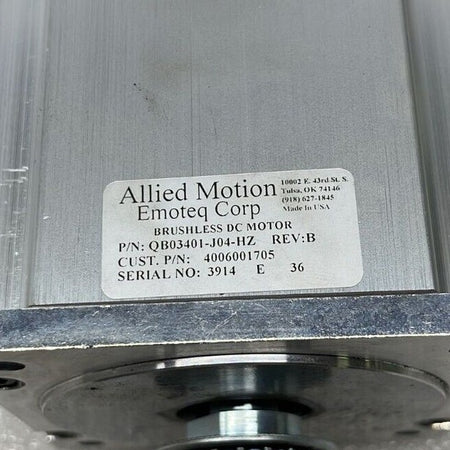 Allied Motion
Emoteq Corp
10002 E. 43rd St. S.
Tulsa, OK 74146
(918) 627-1845
Made In USA
BRUSHLESS DC MOTOR
P/N: QB03401-J04-HZ REV:B
CUST. P/N: 4006001705
SERIAL NO: 3914 E 36